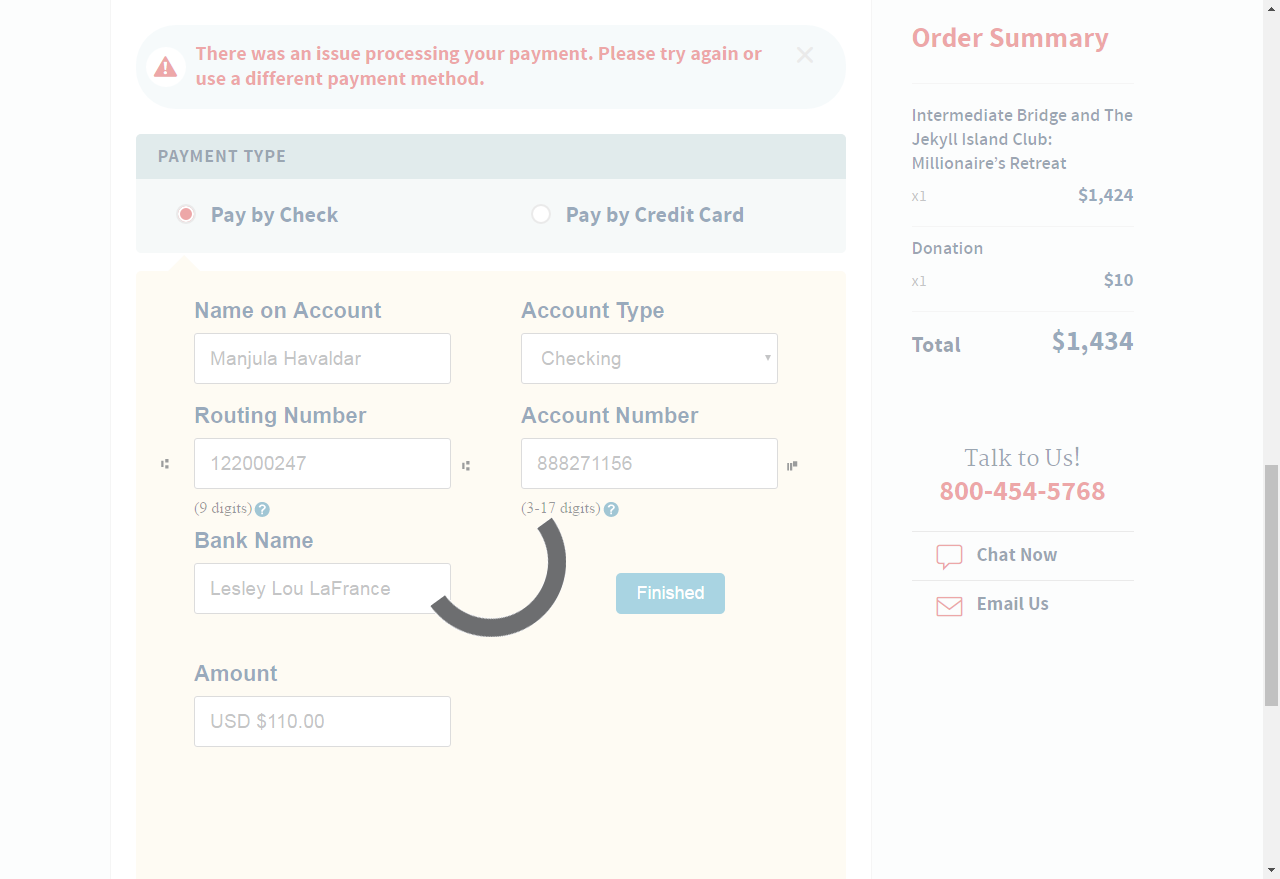 There was an issue processing your payment. Please try again or
use a different payment method.
PAYMENT TYPE
Pay by Check
Pay by Credit Card
Name on Account
Account Type
Manjula Havaldar
Checking
Routing Number
Account Number
122000247
888271156
(9 digits) ?
(3-17 digits) ?
Bank Name
Lesley Lou LaFrance
Finished
Amount
USD $110.00
Order Summary
Intermediate Bridge and The
Jekyll Island Club:
Millionaire’s Retreat
x1 $1,424
Donation
x1 $10
Total $1,434
Talk to Us!
800-454-5768
Chat Now
Email Us